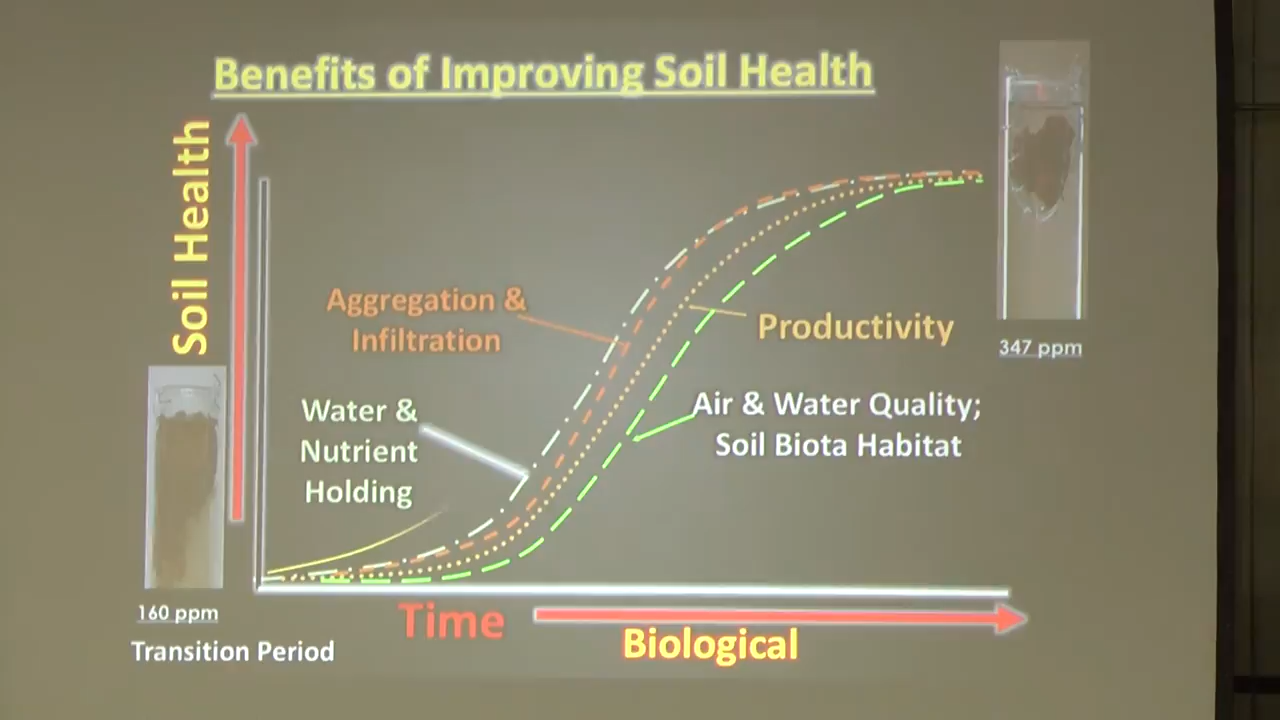 Benefits of Improving Soil Health
Soil Health
Aggregation &
Infiltration
Productivity
347 ppm
Water &
Nutrient
Holding
Air & Water Quality;
Soil Biota Habitat
160 ppm
Transition Period
Time
Biological